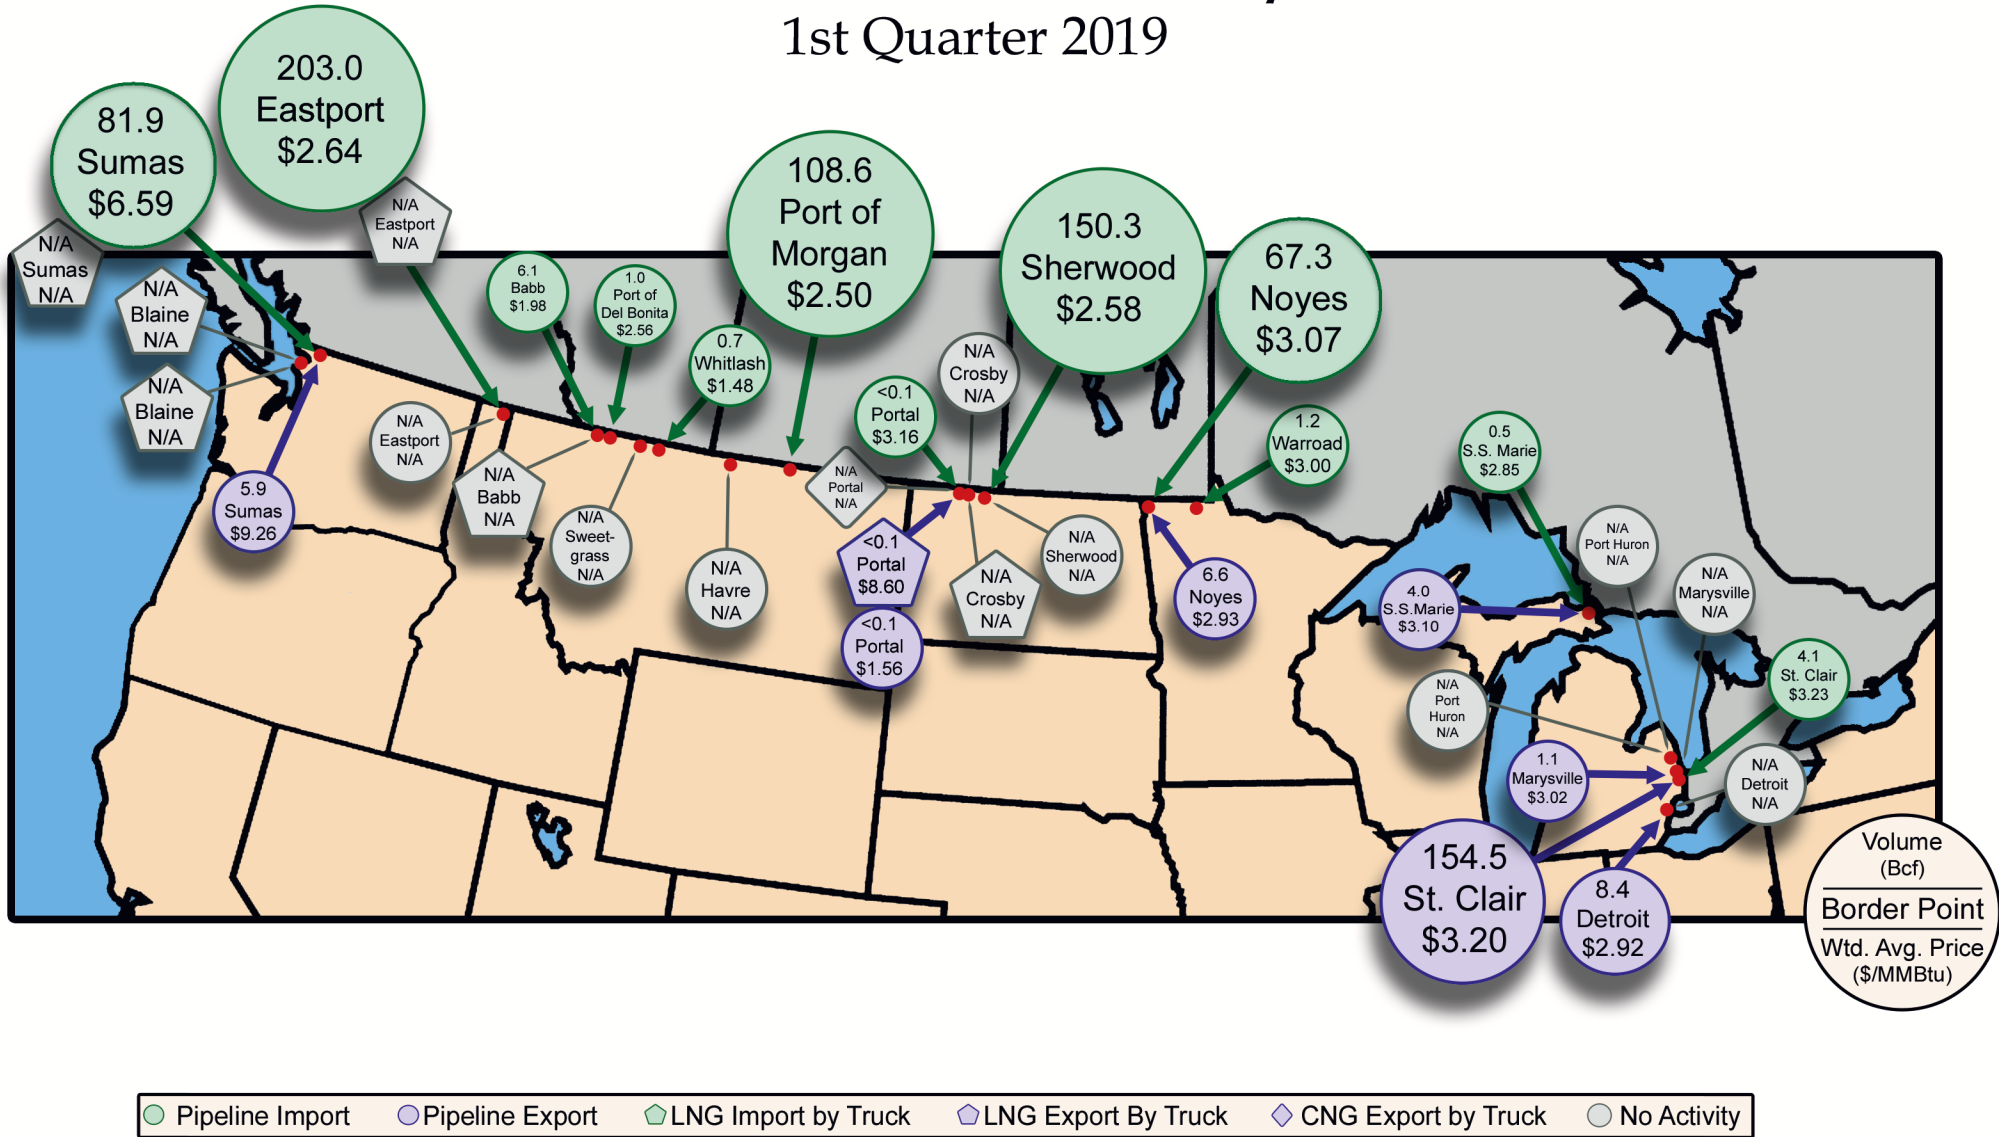 1st Quarter 2019
203.0
Eastport
$2.64
81.9
Sumas
$6.59
N/A
Eastport
N/A
N/A
Sumas
N/A
N/A
Blaine
N/A
N/A
Blaine
N/A
6.1
Babb
$1.98
1.0
Port of
Del Bonita
$2.56
0.7
Whitlash
$1.48
108.6
Port of
Morgan
$2.50
150.3
Sherwood
$2.58
67.3
Noyes
$3.07
N/A
Crosby
N/A
<0.1
Portal
$3.16
1.2
Warroad
$3.00
0.5
S.S. Marie
$2.85
N/A
Eastport
N/A
N/A
Babb
N/A
5.9
Sumas
$9.26
N/A
Sweet-
grass
N/A
N/A
Havre
N/A
N/A
Portal
N/A
<0.1
Portal
$8.60
<0.1
Portal
$1.56
N/A
Crosby
N/A
N/A
Sherwood
N/A
6.6
Noyes
$2.93
4.0
S.S.Marie
$3.10
N/A
Port Huron
N/A
N/A
Marysville
N/A
4.1
St. Clair
$3.23
N/A
Port
Huron
N/A
1.1
Marysville
$3.02
N/A
Detroit
N/A
154.5
St. Clair
$3.20
8.4
Detroit
$2.92
Volume
(Bcf)
Border Point
Wtd. Avg. Price
($/MMBtu)
Pipeline Import
Pipeline Export
LNG Import by Truck
LNG Export By Truck
CNG Export by Truck
No Activity